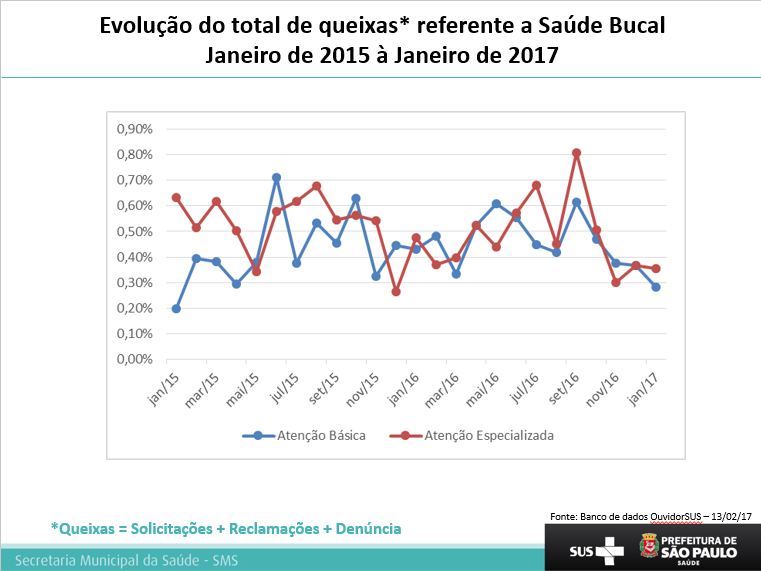 Evolução do total de queixas* referente a Saúde Bucal
Janeiro de 2015 à Janeiro de 2017
0,90%
0,80%
0,70%
0,60%
0,50%
0,40%
0,30%
0,20%
0,10%
0,00%
jan/15
mar/15
mai/15
jul/15
set/15
nov/15
jan/16
mar/16
mai/16
jul/16
set/16
nov/16
jan/17
Atenção Básica
Atenção Especializada
*Queixas = Solicitações + Reclamações + Denúncia
Fonte: Banco de dados OuvidorSUS – 13/02/17
Secretaria Municipal da Saúde - SMS
SUS
PREFEITURA DE
SÃO PAULO
SAÚDE